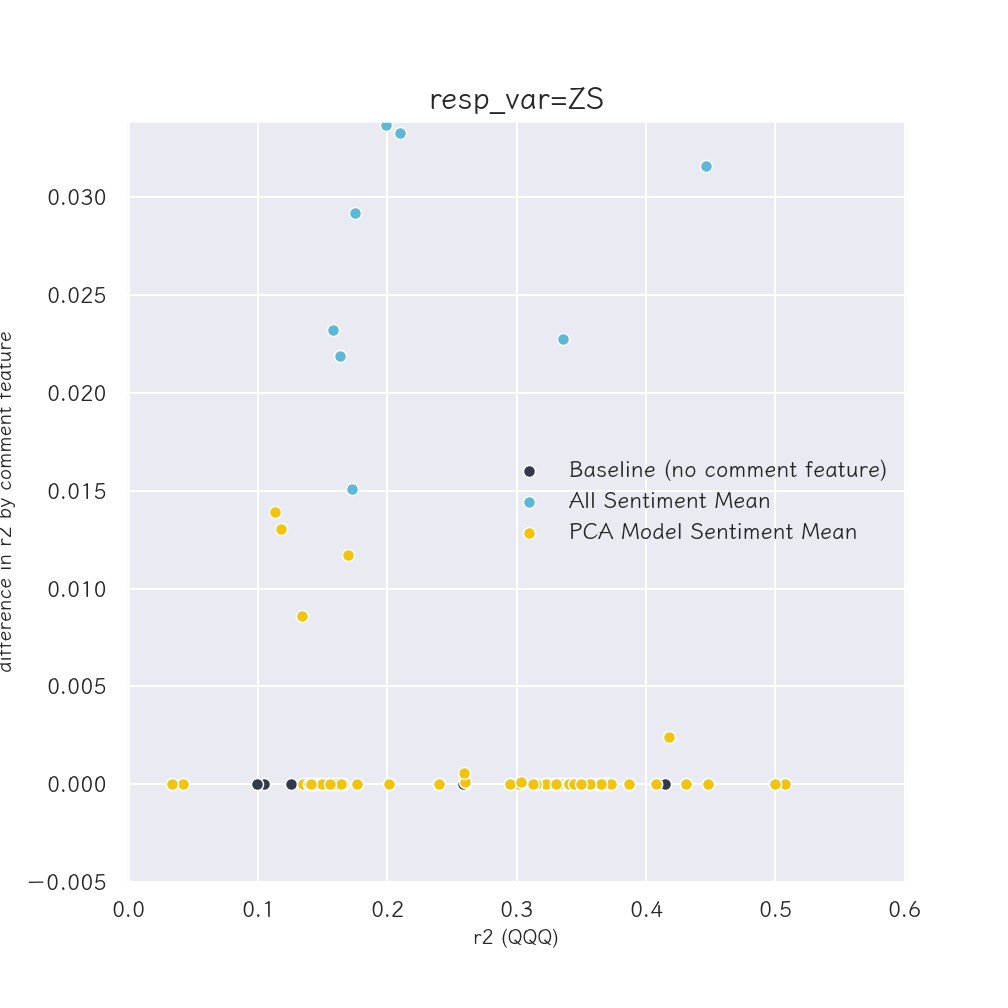 resp_var=ZS
0.030
0.025
0.020
0.015
0.010
0.005
0.000
−0.005
difference in r2 by comment feature
Baseline (no comment feature)
All Sentiment Mean
PCA Model Sentiment Mean
0.0 0.1 0.2 0.3 0.4 0.5 0.6
r2 (QQQ)